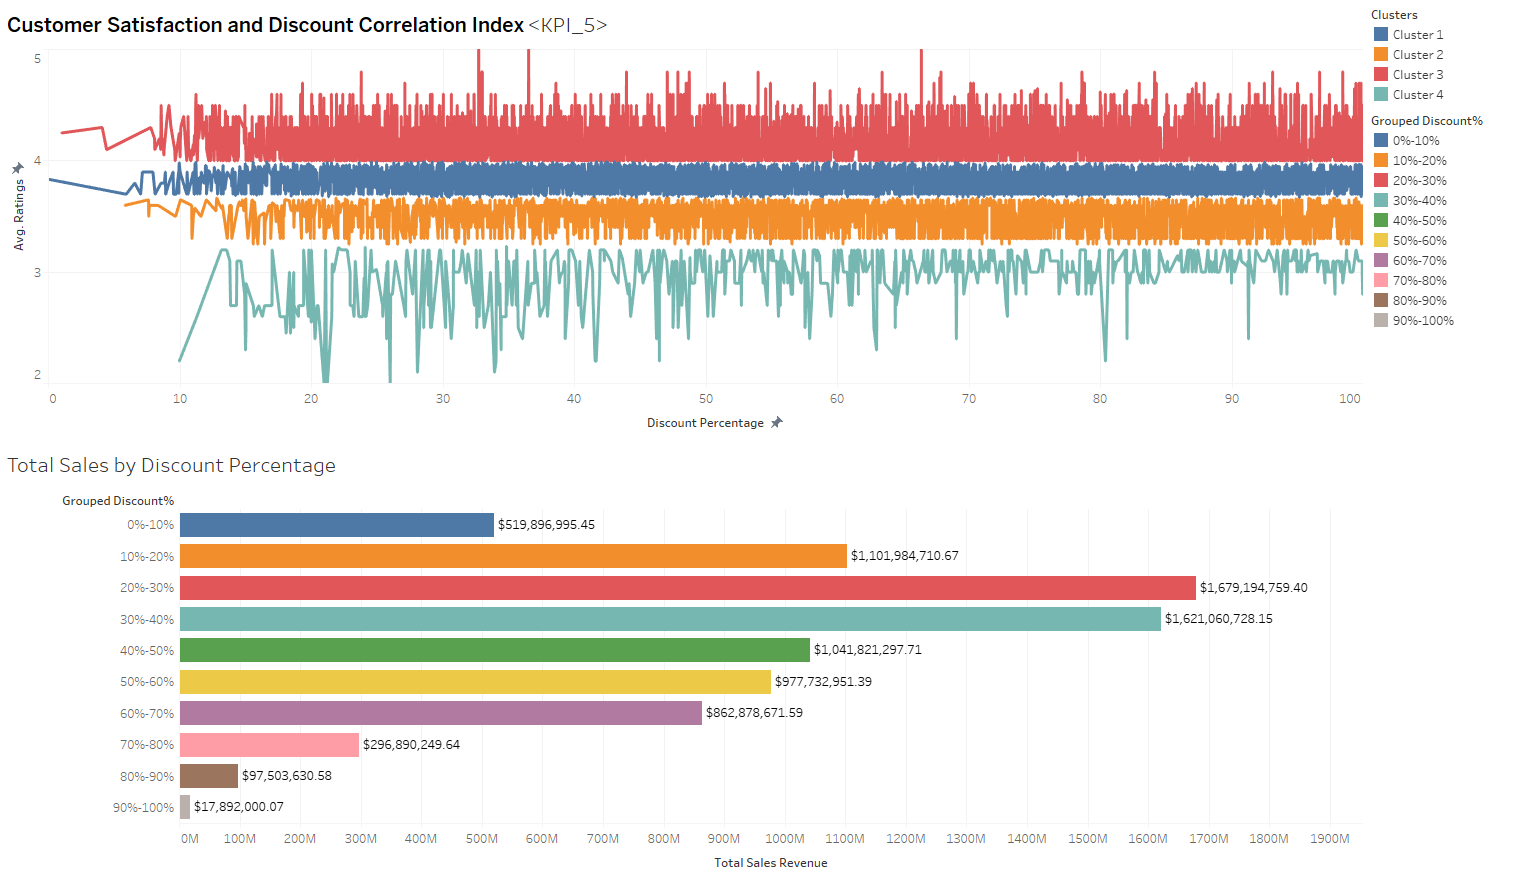 Customer Satisfaction and Discount Correlation Index <KPI_5>
Clusters
Cluster 1
Cluster 2
Cluster 3
Cluster 4
Grouped Discount%
0%-10%
10%-20%
20%-30%
30%-40%
40%-50%
50%-60%
60%-70%
70%-80%
80%-90%
90%-100%
Avg. Ratings
5
4
3
2
0 10 20 30 40 50 60 70 80 90 100
Discount Percentage
Total Sales by Discount Percentage
Grouped Discount%
0%-10% $519,896,995.45
10%-20% $1,101,984,710.67
20%-30% $1,679,194,759.40
30%-40% $1,621,060,728.15
40%-50% $1,041,821,297.71
50%-60% $977,732,951.39
60%-70% $862,878,671.59
70%-80% $296,890,249.64
80%-90% $97,503,630.58
90%-100% $17,892,000.07
0M 100M 200M 300M 400M 500M 600M 700M 800M 900M 1000M 1100M 1200M 1300M 1400M 1500M 1600M 1700M 1800M 1900M
Total Sales Revenue